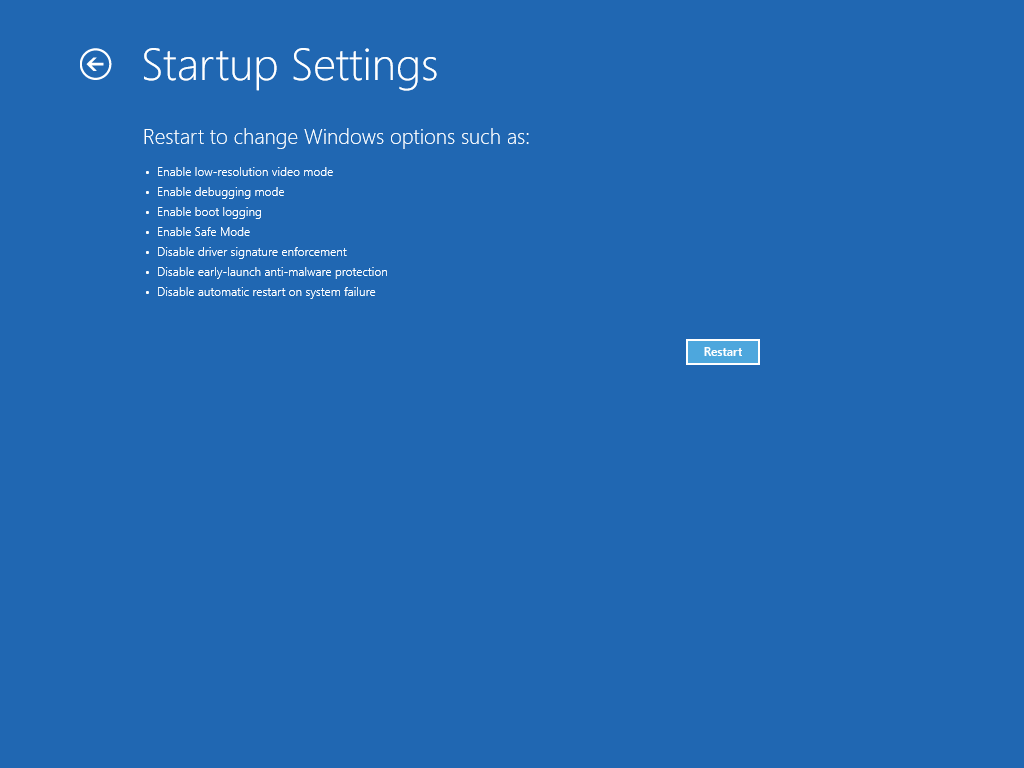 Startup Settings
Restart to change Windows options such as:
• Enable low-resolution video mode
• Enable debugging mode
• Enable boot logging
• Enable Safe Mode
• Disable driver signature enforcement
• Disable early-launch anti-malware protection
• Disable automatic restart on system failure
Restart